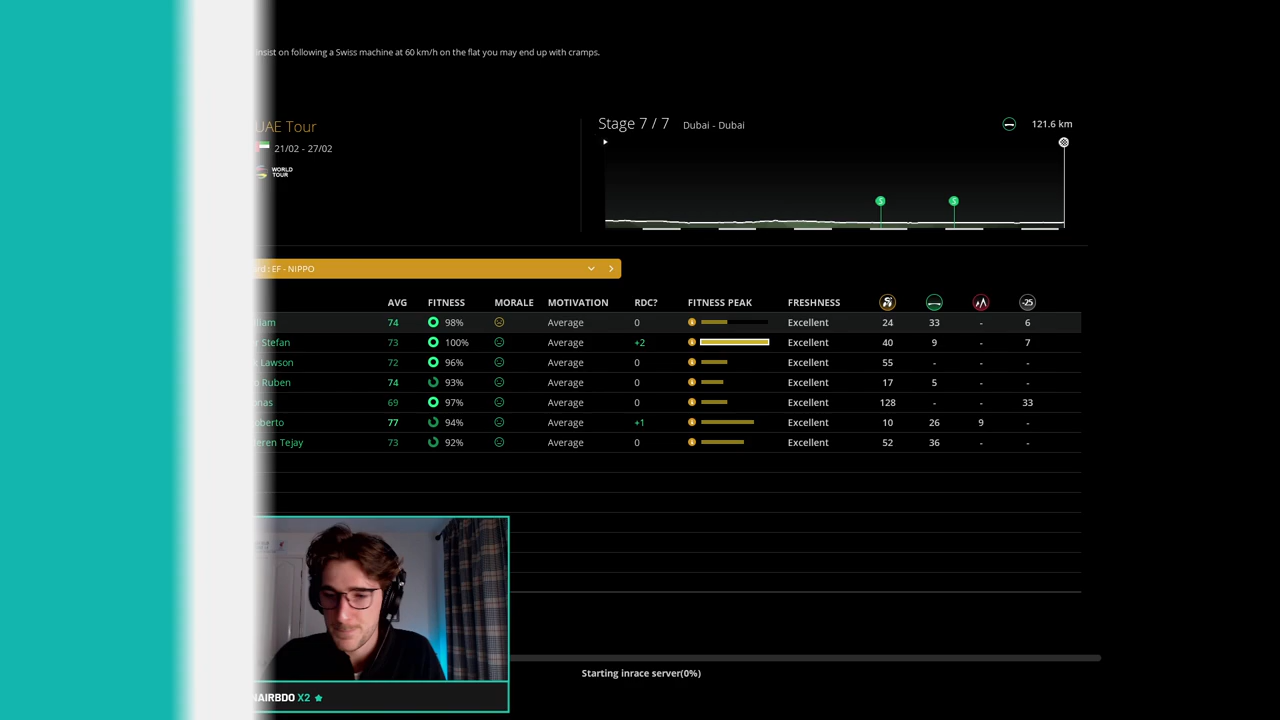 insist on following a Swiss machine at 60 km/h on the flat you may end up with cramps.
UAE Tour
21/02 - 27/02
WORLD
TOUR
Stage 7 / 7 Dubai - Dubai 121.6 km
S S
: EF - NIPPO
AVG FITNESS MORALE MOTIVATION RDC? FITNESS PEAK FRESHNESS -25
74 98% Average 0 Excellent 24 33 - 6
Stefan 73 100% Average +2 Excellent 40 9 - 7
Lawson 72 96% Average 0 Excellent 55 - - -
Ruben 74 93% Average 0 Excellent 17 5 - -
69 97% Average 0 Excellent 128 - - 33
77 94% Average +1 Excellent 10 26 9 -
Tejay 73 92% Average 0 Excellent 52 36 - -
NAIRBDO X2
Starting inrace server(0%)